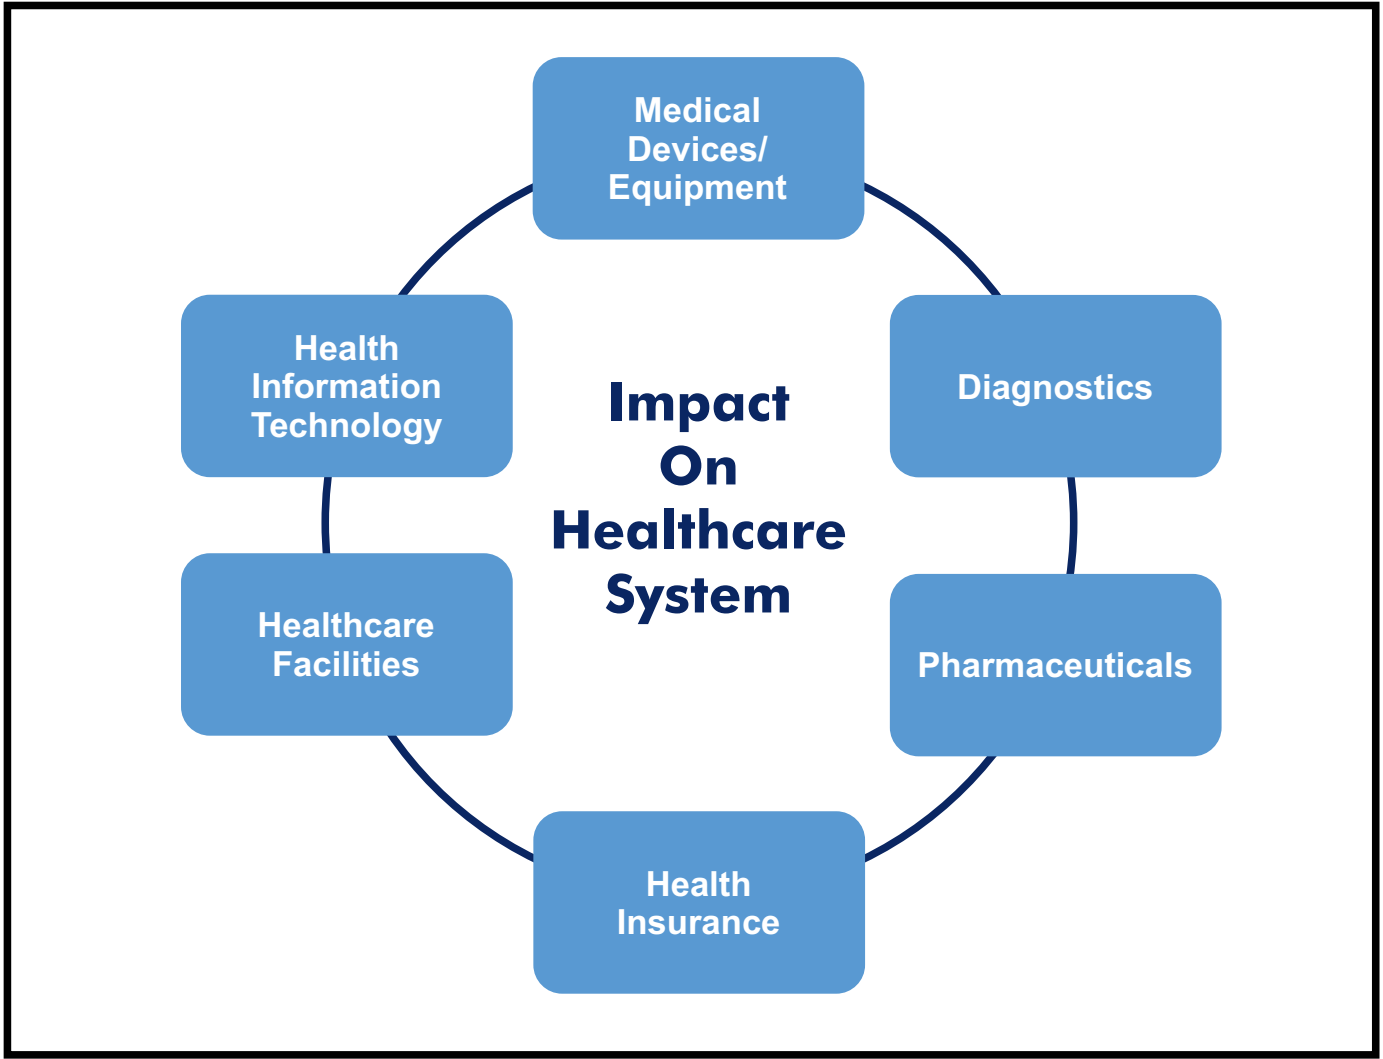 Medical
Devices/
Equipment
Diagnostics
Pharmaceuticals
Health
Insurance
Healthcare
Facilities
Health
Information
Technology
Impact
On
Healthcare
System